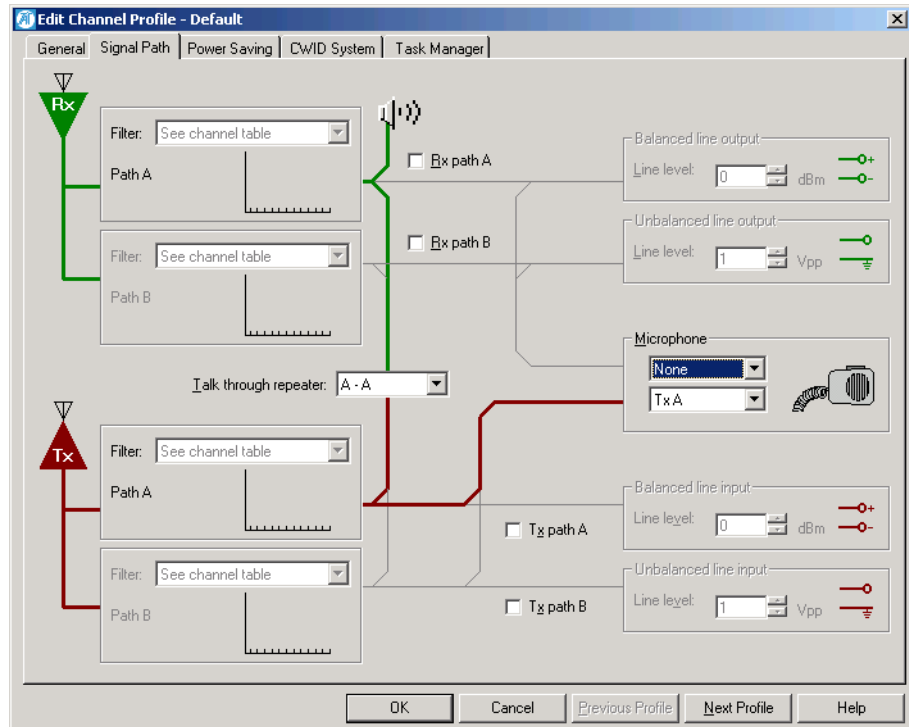 Edit Channel Profile - Default
General Signal Path Power Saving CWID System Task Manager
Rx
Filter: See channel table
Path A
Rx path A
Balanced line output
Line level: 0 dBm
Filter: See channel table
Path B
Rx path B
Unbalanced line output
Line level: 1 Vpp
Talk through repeater: A - A
Microphone
None
Tx A
Tx
Filter: See channel table
Path A
Tx path A
Balanced line input
Line level: 0 dBm
Filter: See channel table
Path B
Tx path B
Unbalanced line input
Line level: 1 Vpp
OK Cancel Previous Profile Next Profile Help